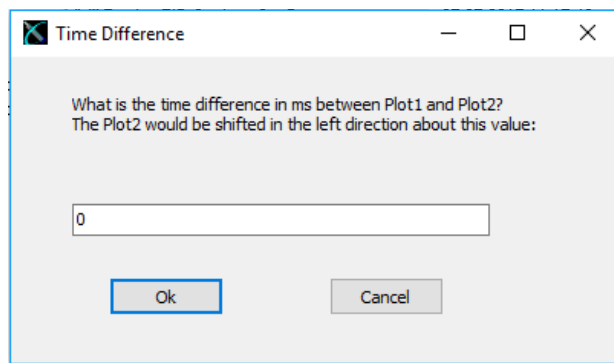 Time Difference
What is the time difference in ms between Plot1 and Plot2?
The Plot2 would be shifted in the left direction about this value:
0
Ok
Cancel